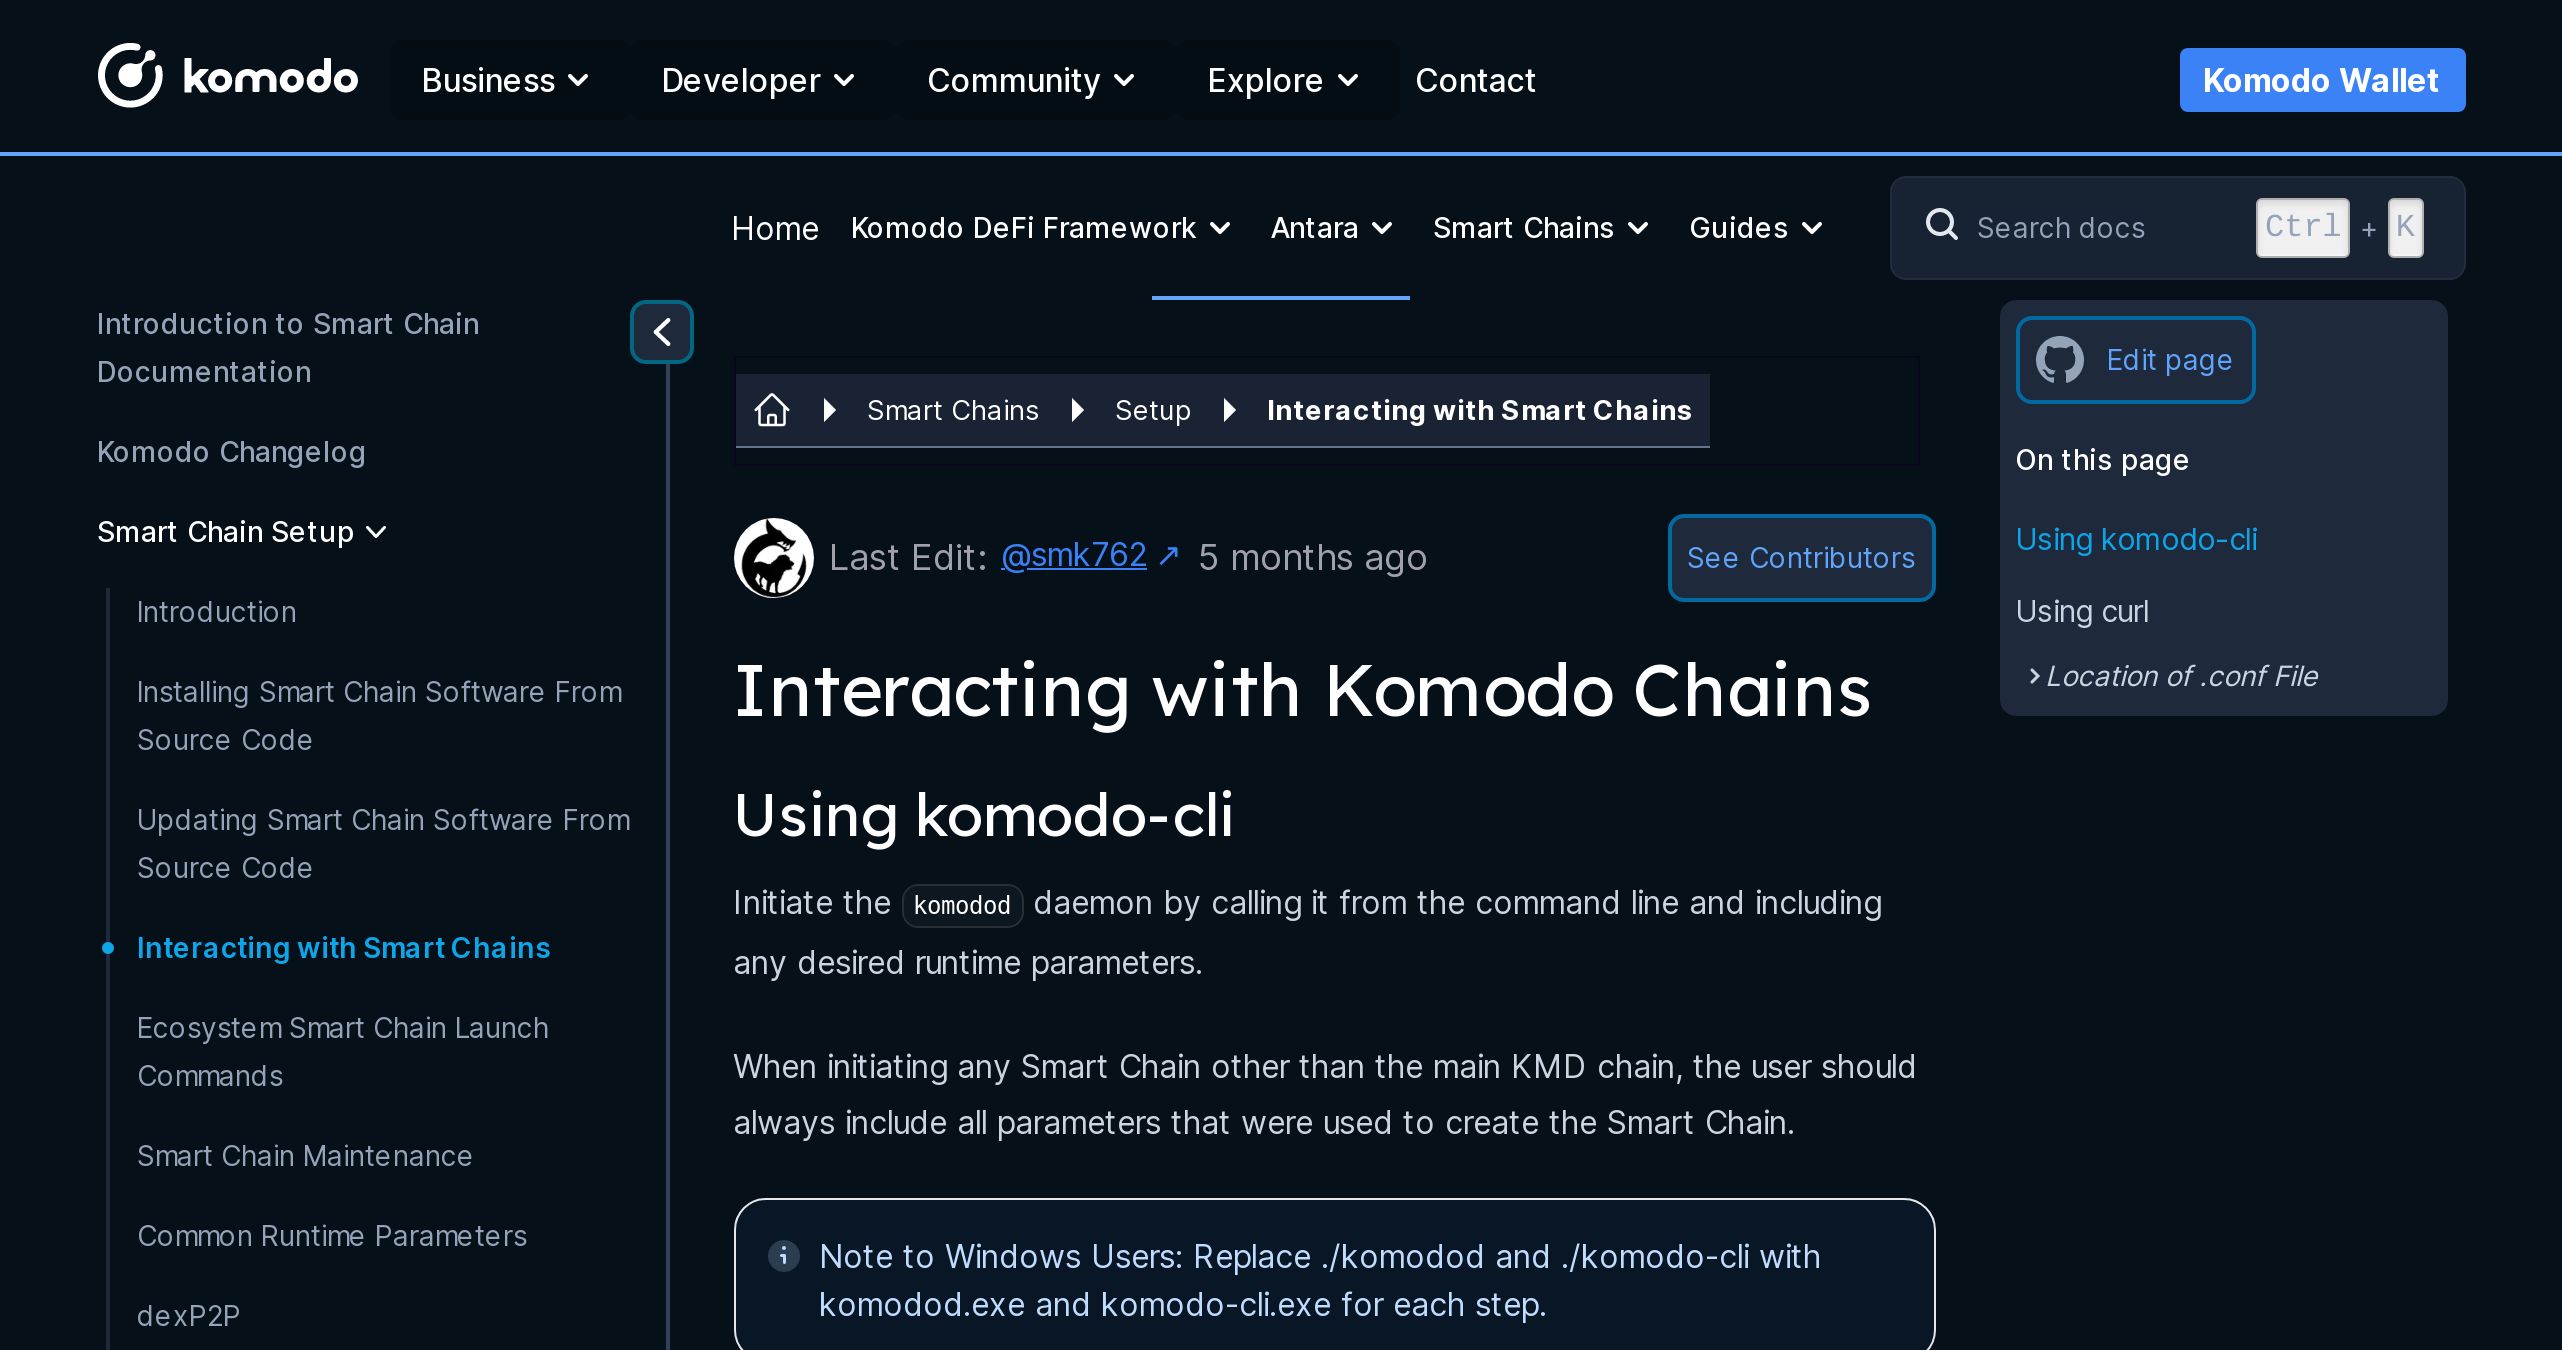 komodo
Business
Developer
Community
Explore
Contact
Komodo Wallet
Home
Komodo DeFi Framework
Antara
Smart Chains
Guides
Search docs
Ctrl + K
Introduction to Smart Chain
Documentation
Komodo Changelog
Smart Chain Setup
Introduction
Installing Smart Chain Software From
Source Code
Updating Smart Chain Software From
Source Code
Interacting with Smart Chains
Ecosystem Smart Chain Launch
Commands
Smart Chain Maintenance
Common Runtime Parameters
dexP2P
Smart Chains
Setup
Interacting with Smart Chains
Last Edit: @smk762 ↗ 5 months ago
See Contributors
Interacting with Komodo Chains
Using komodo-cli
Initiate the komodod daemon by calling it from the command line and including
any desired runtime parameters.
When initiating any Smart Chain other than the main KMD chain, the user should
always include all parameters that were used to create the Smart Chain.
Note to Windows Users: Replace ./komodod and ./komodo-cli with
komodod.exe and komodo-cli.exe for each step.
Edit page
On this page
Using komodo-cli
Using curl
Location of .conf File